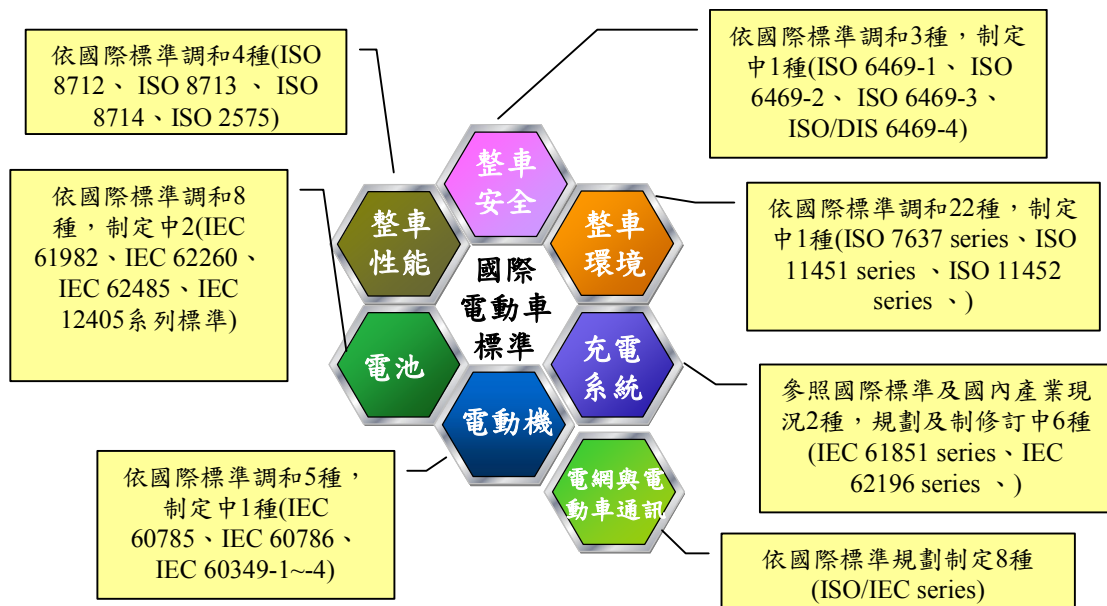 依國際標準調和4種(ISO
8712、 ISO 8713 、 ISO
8714、ISO 2575)
依國際標準調和3種，制定
中1種(ISO 6469-1、 ISO
6469-2、 ISO 6469-3、
ISO/DIS 6469-4)
整車
安全
依國際標準調和8
種，制定中2(IEC
61982、IEC 62260、
IEC 62485、IEC
12405系列標準)
整車
性能
整車
環境
依國際標準調和22種，制定
中1種(ISO 7637 series、ISO
11451 series 、ISO 11452
series 、)
國際
電動車
標準
電池
充電
系統
電動機
參照國際標準及國內產業現
況2種，規劃及制修訂中6種
(IEC 61851 series、IEC
62196 series 、)
依國際標準調和5種，
制定中1種(IEC
60785、IEC 60786、
IEC 60349-1~-4)
電網與電
動車通訊
依國際標準規劃制定8種
(ISO/IEC series)